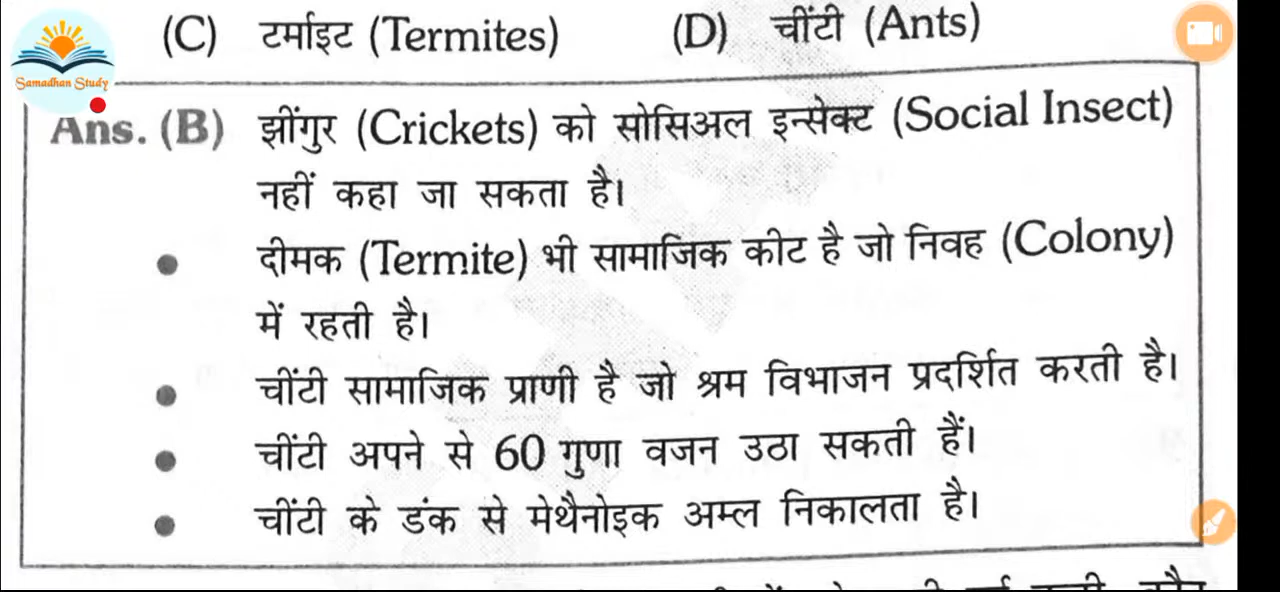 (C) टर्माइट (Termites) (D) चींटी (Ants)
Samadhan Study
Ans. (B) झींगुर (Crickets) को सोसिअल इन्सेक्ट (Social Insect)
नहीं कहा जा सकता है।
● दीमक (Termite) भी सामाजिक कीट है जो निवह (Colony)
में रहती है।
● चींटी सामाजिक प्राणी है जो श्रम विभाजन प्रदर्शित करती है।
● चींटी अपने से 60 गुणा वजन उठा सकती हैं।
● चींटी के डंक से मेथैनोइक अम्ल निकालता है।